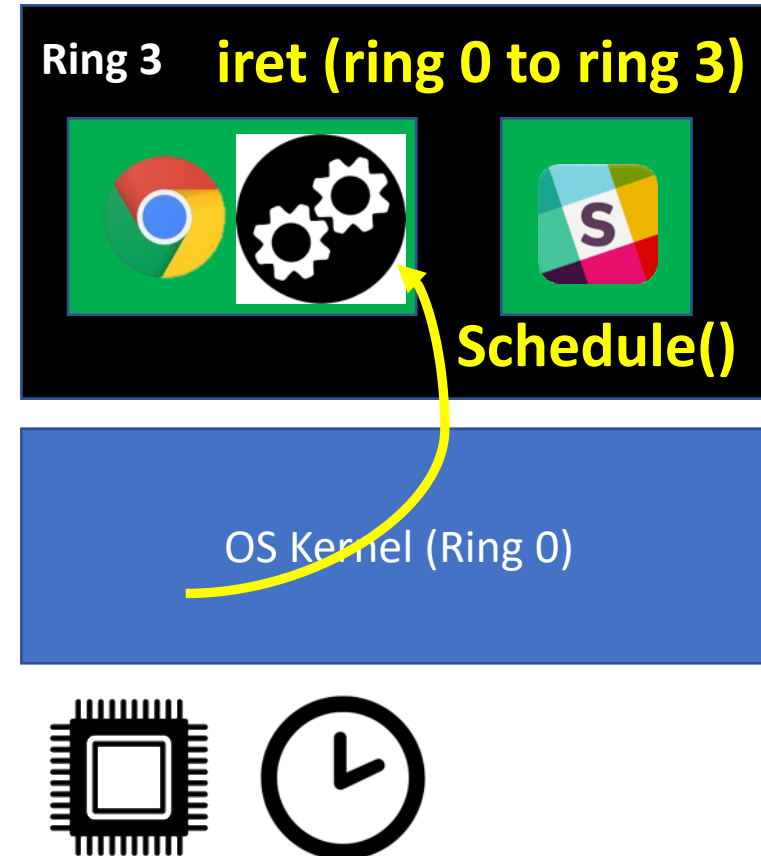 Ring 3 iret (ring 0 to ring 3)
S
Schedule()
OS Kernel (Ring 0)